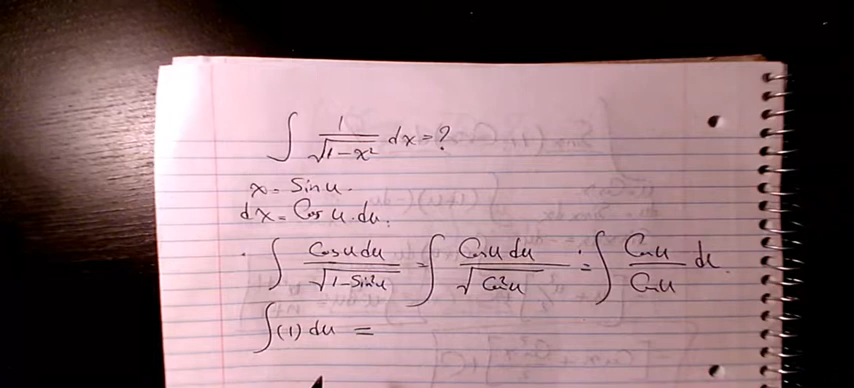 ∫ 1/√(1-x²) dx = ?
x = Sin u.
dx = Cos u. du.
∫ Cos u du/√(1-Sin²u) = ∫ Cos u du/√(Cos²u) = ∫ Cos u/Cos u du.
∫(1) du =